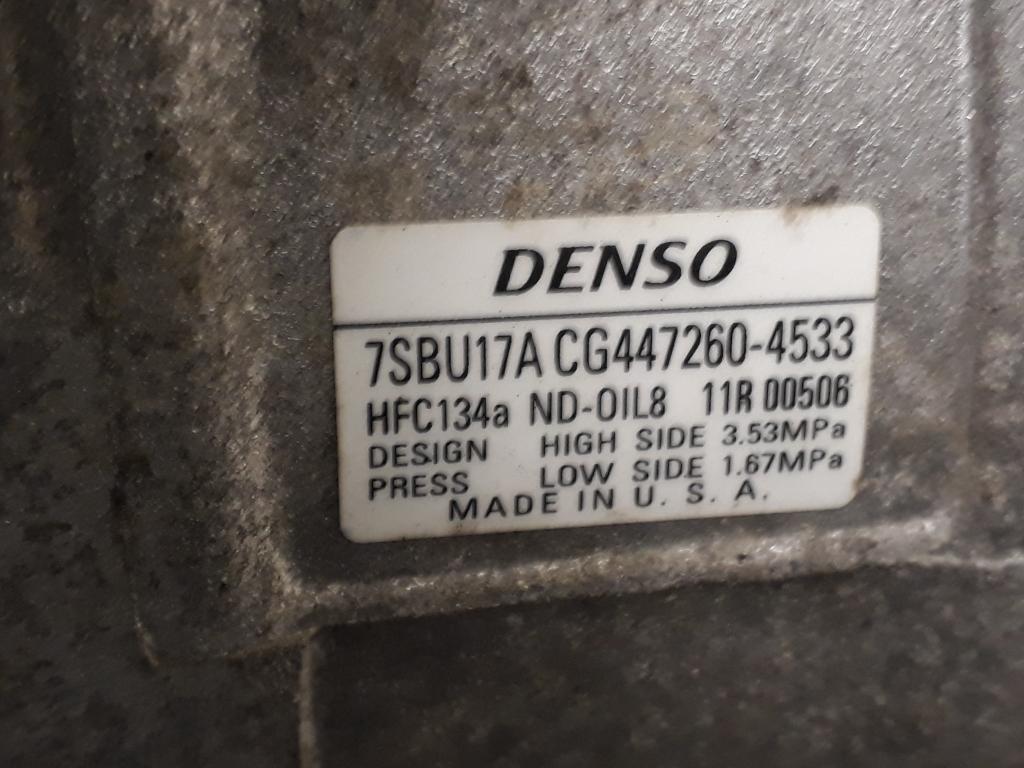 DENSO
7SBU17A CG447260-4533
HFC134a ND-OIL8 11R 00506
DESIGN HIGH SIDE 3.53MPa
PRESS LOW SIDE 1.67MPa
MADE IN U. S. A.